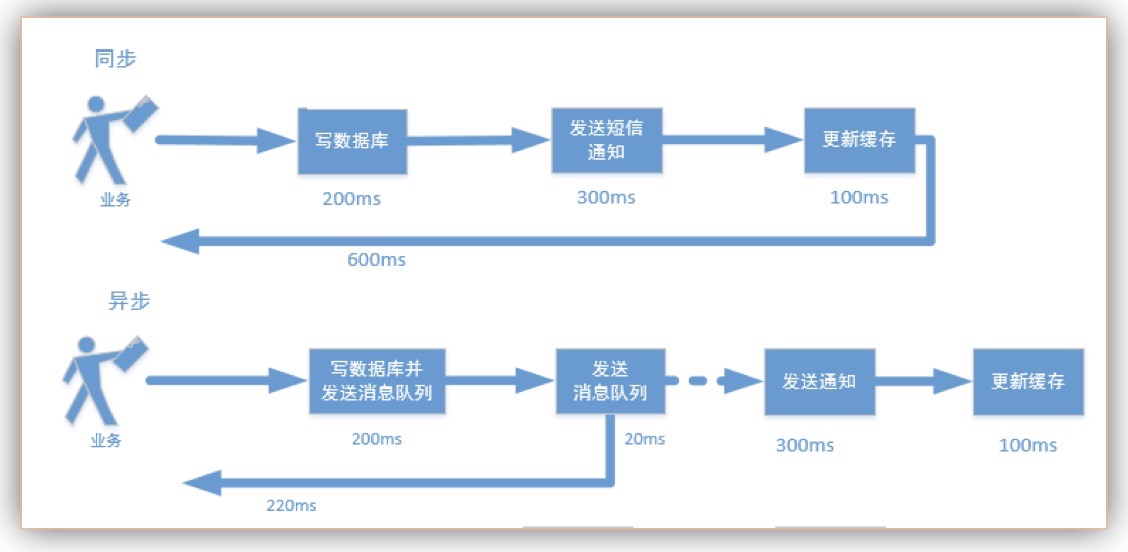 同步
业务
写数据库
200ms
发送短信
通知
300ms
更新缓存
100ms
600ms
异步
业务
写数据库并
发送消息队列
200ms
发送
消息队列
20ms
发送通知
300ms
更新缓存
100ms
220ms